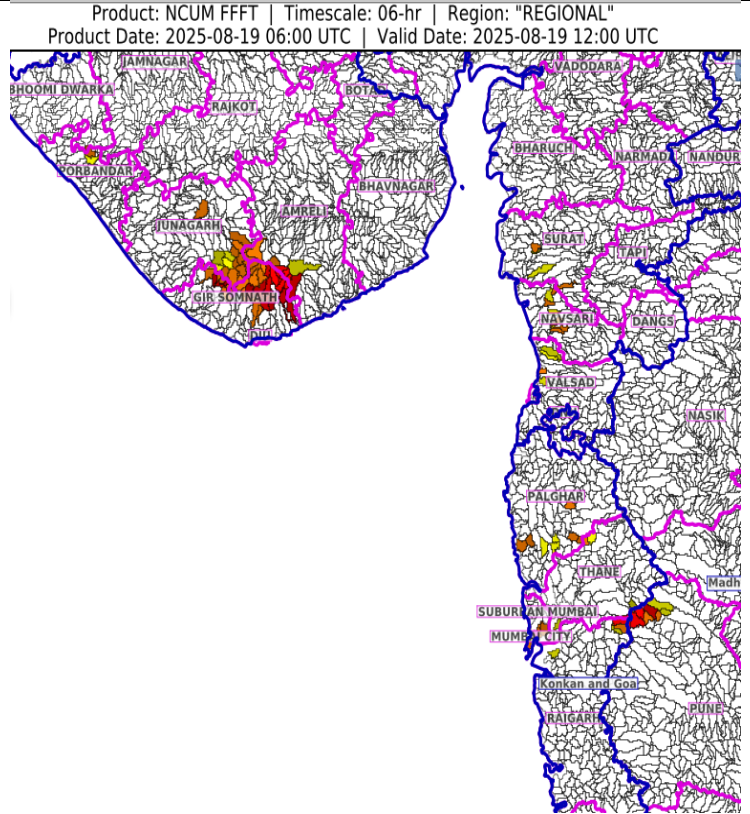 Product: NCUM FFFT | Timescale: 06-hr | Region: "REGIONAL"
Product Date: 2025-08-19 06:00 UTC | Valid Date: 2025-08-19 12:00 UTC
JAMNAGAR
VADODARA
BHOOMI DWARKA
BOTA
RAJKOT
BHARUCH
NARMAD
NANDUR
PORBANDAR
BHAVNAGAR
AMRELI
JUNAGARH
SURAT
TAPI
GIR SOMNATH
NAVSARI
DANGS
DIU
VALSAD
NASIK
PALGHAR
THANE
Madh
SUBURBAN MUMBAI
MUMBAI CITY
Konkan and Goa
PUNE
RAIGARH